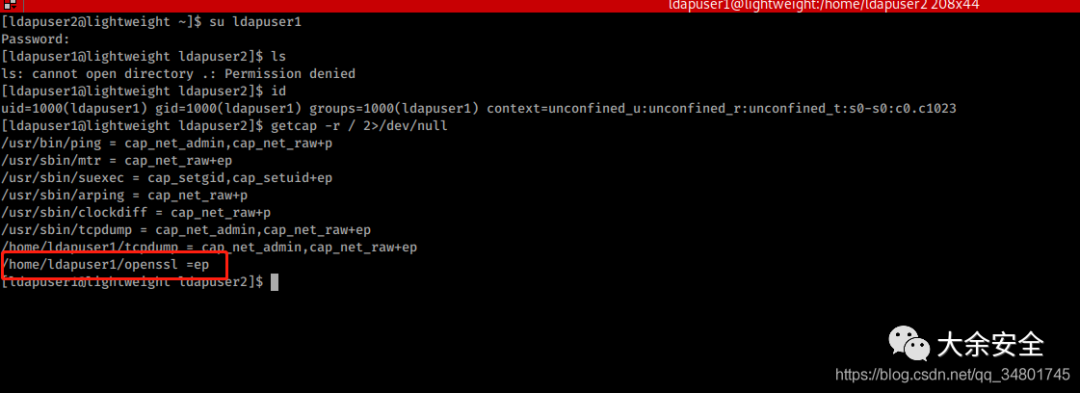 ldapuser1@lightweight:/home/ldapuser2 208x44
[ldapuser2@lightweight ~]$ su ldapuser1
Password:
[ldapuser1@lightweight ldapuser2]$ ls
ls: cannot open directory .: Permission denied
[ldapuser1@lightweight ldapuser2]$ id
uid=1000(ldapuser1) gid=1000(ldapuser1) groups=1000(ldapuser1) context=unconfined_u:unconfined_r:unconfined_t:s0-s0:c0.c1023
[ldapuser1@lightweight ldapuser2]$ getcap -r / 2>/dev/null
/usr/bin/ping = cap_net_admin,cap_net_raw+p
/usr/sbin/mtr = cap_net_raw+ep
/usr/sbin/suexec = cap_setgid,cap_setuid+ep
/usr/sbin/arping = cap_net_raw+p
/usr/sbin/clockdiff = cap_net_raw+p
/usr/sbin/tcpdump = cap_net_admin,cap_net_raw+ep
/home/ldapuser1/tcpdump = cap_net_admin,cap_net_raw+ep
/home/ldapuser1/openssl =ep
[ldapuser1@lightweight ldapuser2]$
大余安全
https://blog.csdn.net/qq_34801745